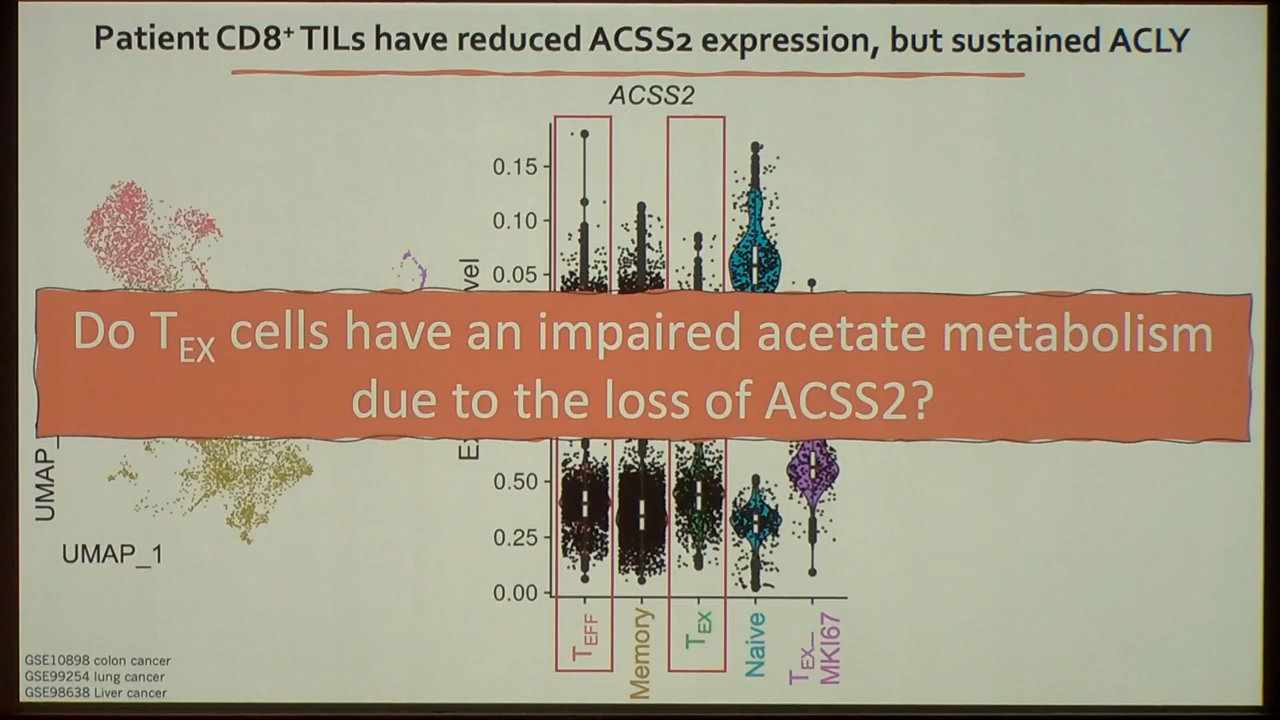 Patient CD8⁺ TILs have reduced ACSS2 expression, but sustained ACLY
ACSS2
0.15
0.10
0.05
Do T_EX cells have an impaired acetate metabolism
due to the loss of ACSS2?
0.50
0.25
0.00
UMAP_
UMAP_1
T_EFF
Memory
T_EX
Naive
T_EX_
MKI67
GSE10898 colon cancer
GSE99254 lung cancer
GSE98638 Liver cancer